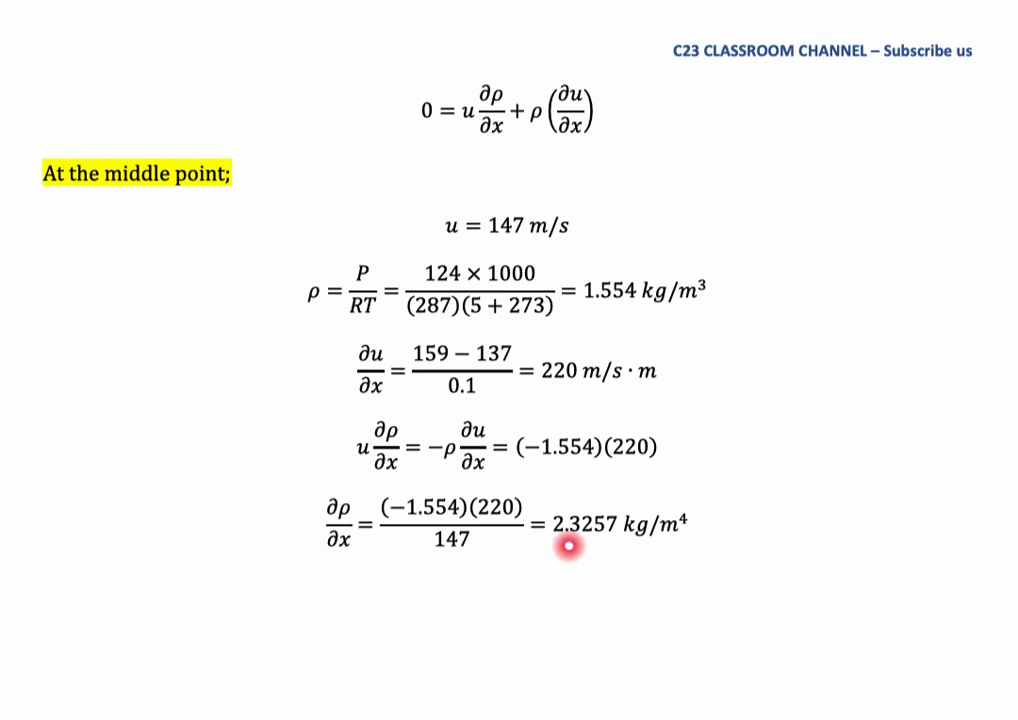 C23 CLASSROOM CHANNEL – Subscribe us
0 = u ∂ρ/∂x + ρ (∂u/∂x)
At the middle point;
u = 147 m/s
ρ = P/RT = 124 × 1000/(287)(5 + 273) = 1.554 kg/m³
∂u/∂x = 159 − 137/0.1 = 220 m/s · m
u ∂ρ/∂x = −ρ ∂u/∂x = (−1.554)(220)
∂ρ/∂x = (−1.554)(220)/147 = 2.3257 kg/m⁴